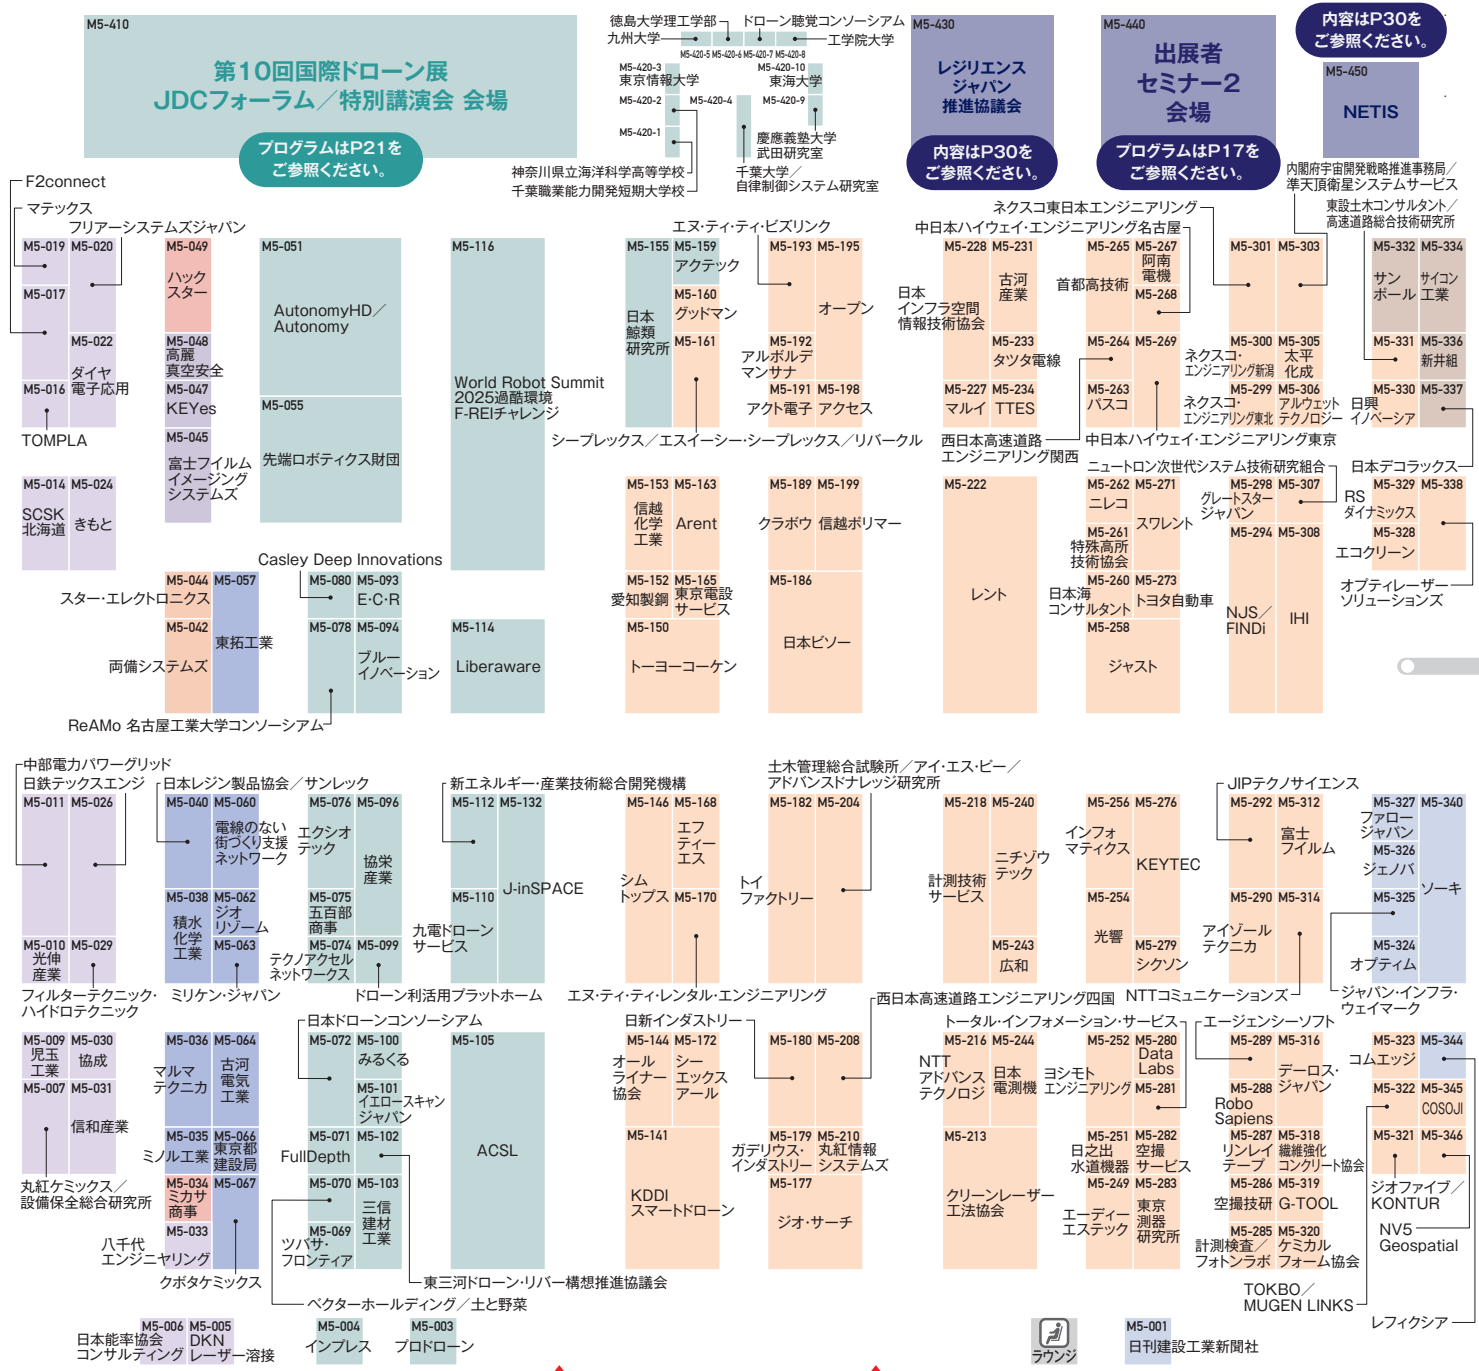 M5-410
第10回国際ドローン展
JDCフォーラム／特別講演会 会場
プログラムはP21を
ご参照ください。
徳島大学理工学部
九州大学
ドローン聴覚コンソーシアム
工学院大学
M5-420-5 M5-420-6 M5-420-7 M5-420-8
M5-420-3
東京情報大学
M5-420-2
M5-420-1
M5-420-4
M5-420-10
東海大学
M5-420-9
慶應義塾大学
武田研究室
神奈川県立海洋科学高等学校
千葉職業能力開発短期大学校
千葉大学／
自律制御システム研究室
M5-430
レジリエンス
ジャパン
推進協議会
内容はP30を
ご参照ください。
M5-440
出展者
セミナー2
会場
プログラムはP17を
ご参照ください。
内容はP30を
ご参照ください。
M5-450
NETIS
内閣府宇宙開発戦略推進事務局／
準天頂衛星システムサービス
東設土木コンサルタント／
高速道路総合技術研究所
F2connect
マテックス
フリアーシステムズジャパン
M5-019
M5-020
M5-017
M5-022
ダイヤ
電子応用
M5-016
TOMPLA
M5-014
SCSK
北海道
M5-024
きもと
M5-049
ハック
スター
M5-048
高麗
真空安全
M5-047
KEYes
M5-045
富士フイルム
イメージング
システムズ
M5-051
AutonomyHD／
Autonomy
M5-055
先端ロボティクス財団
M5-116
World Robot Summit
2025過酷環境
F-REIチャレンジ
エヌ・ティ・ティ・ビズリンク
M5-155
日本
鯨類
研究所
M5-159
アクテック
M5-160
グッドマン
M5-161
シープレックス／エスイーシー・シープレックス／リバークル
M5-193
M5-195
オープン
M5-192
アルボルデ
マンサナ
M5-191
アクト電子
M5-198
アクセス
中日本ハイウェイ・エンジニアリング名古屋
ネクスコ東日本エンジニアリング
M5-228
日本
インフラ空間
情報技術協会
M5-231
古河
産業
M5-233
タツタ電線
M5-227
マルイ
M5-234
TTES
M5-265
首都高技術
M5-267
阿南
電機
M5-268
M5-264
M5-269
M5-263
パスコ
西日本高速道路
エンジニアリング関西
中日本ハイウェイ・エンジニアリング東京
M5-301
M5-303
M5-300
ネクスコ・
エンジニアリング新潟
M5-305
太平
化成
M5-299
ネクスコ・
エンジニアリング東北
M5-306
アルウェット
テクノロジー
M5-332
サン
ポール
M5-334
サイコン
工業
M5-331
M5-336
新井組
M5-330
日興
イノベーシア
M5-337
日本デコラックス
ニュートロン次世代システム技術研究組合
M5-153
信越
化学
工業
M5-163
Arent
M5-189
クラボウ
M5-199
信越ポリマー
M5-222
レント
M5-262
ニレコ
M5-271
スワレント
M5-261
特殊高所
技術協会
M5-298
グレートスター
ジャパン
M5-307
M5-294
NJS／
FINDi
M5-308
IHI
M5-329
RS
ダイナミックス
M5-338
M5-328
エコクリーン
オプティレーザー
ソリューションズ
Casley Deep Innovations
M5-044
スター・エレクトロニクス
M5-057
東拓工業
M5-042
両備システムズ
M5-080
M5-093
E・C・R
M5-078
M5-094
ブルー
イノベーション
ReAMo 名古屋工業大学コンソーシアム
M5-114
Liberaware
M5-152
愛知製鋼
M5-165
東京電設
サービス
M5-150
トーヨーコーケン
M5-186
日本ビソー
M5-260
日本海
コンサルタント
M5-273
トヨタ自動車
M5-258
ジャスト
中部電力パワーグリッド
日鉄テックスエンジ
M5-011
M5-026
M5-010
光伸
産業
M5-029
フィルターテクニック・
ハイドロテクニック
日本レジン製品協会／サンレック
M5-040
M5-060
電線のない
街づくり支援
ネットワーク
M5-038
積水
化学
工業
M5-062
ジオ
リゾーム
M5-063
ミリケン・ジャパン
M5-076
エクシオ
テック
M5-096
協栄
産業
M5-075
五百部
商事
M5-074
テクノアクセル
ネットワークス
M5-099
ドローン利活用プラットホーム
新エネルギー・産業技術総合開発機構
M5-112
M5-132
J-inSPACE
M5-110
九電ドローン
サービス
M5-146
シム
トップス
M5-168
エフ
ティー
エス
M5-170
エヌ・ティ・ティ・レンタル・エンジニアリング
土木管理総合試験所／アイ・エス・ピー／
アドバンスドナレッジ研究所
M5-182
トイ
ファクトリー
M5-204
西日本高速道路エンジニアリング四国
M5-218
計測技術
サービス
M5-240
ニチゾウ
テック
M5-243
広和
M5-256
インフォ
マティクス
M5-276
KEYTEC
M5-254
光響
M5-279
シクソン
JIPテクノサイエンス
M5-292
M5-312
富士
フイルム
M5-290
アイゾール
テクニカ
M5-314
NTTコミュニケーションズ
M5-327
ファロー
ジャパン
M5-340
ソーキ
M5-326
ジェノバ
M5-325
M5-324
オプティム
ジャパン・インフラ・
ウェイマーク
M5-009
児玉
工業
M5-030
協成
M5-007
M5-031
信和産業
丸紅ケミックス／
設備保全総合研究所
M5-036
マルマ
テクニカ
M5-064
古河
電気
工業
M5-035
ミノル工業
M5-066
東京都
建設局
M5-034
ミカサ
商事
M5-067
M5-033
八千代
エンジニヤリング
クボタケミックス
日本ドローンコンソーシアム
M5-072
M5-100
みるくる
M5-101
イエロースキャン
ジャパン
M5-071
FullDepth
M5-102
M5-070
M5-103
三信
建材
工業
M5-069
ツバサ・
フロンティア
東三河ドローン・リバー構想推進協議会
ベクターホールディング／土と野菜
M5-105
ACSL
日新インダストリー
M5-144
オール
ライナー
協会
M5-172
シー
エックス
アール
M5-141
KDDI
スマートドローン
M5-180
M5-208
M5-179
ガデリウス・
インダストリー
M5-210
丸紅情報
システムズ
M5-177
ジオ・サーチ
トータル・インフォメーション・サービス
M5-216
NTT
アドバンス
テクノロジ
M5-244
日本
電測機
M5-213
クリーンレーザー
工法協会
M5-252
ヨシモト
エンジニアリング
M5-280
Data
Labs
M5-281
M5-251
日之出
水道機器
M5-282
空撮
サービス
M5-249
エーディー
エステック
M5-283
東京
測器
研究所
エージェンシーソフト
M5-289
M5-316
デーロス・
ジャパン
M5-288
Robo
Sapiens
M5-287
リンレイ
テープ
M5-318
繊維強化
コンクリート協会
M5-286
空撮技研
M5-319
G-TOOL
M5-285
計測検査／
フォトンラボ
M5-320
ケミカル
フォーム協会
M5-323
コムエッジ
M5-344
M5-322
M5-345
COSOJI
M5-321
M5-346
ジオファイブ／
KONTUR
NV5
Geospatial
TOKBO／
MUGEN LINKS
レフィクシア
M5-006
日本能率協会
コンサルティング
M5-005
DKN
レーザー溶接
M5-004
インプレス
M5-003
プロドローン
ラウンジ
M5-001
日刊建設工業新聞社